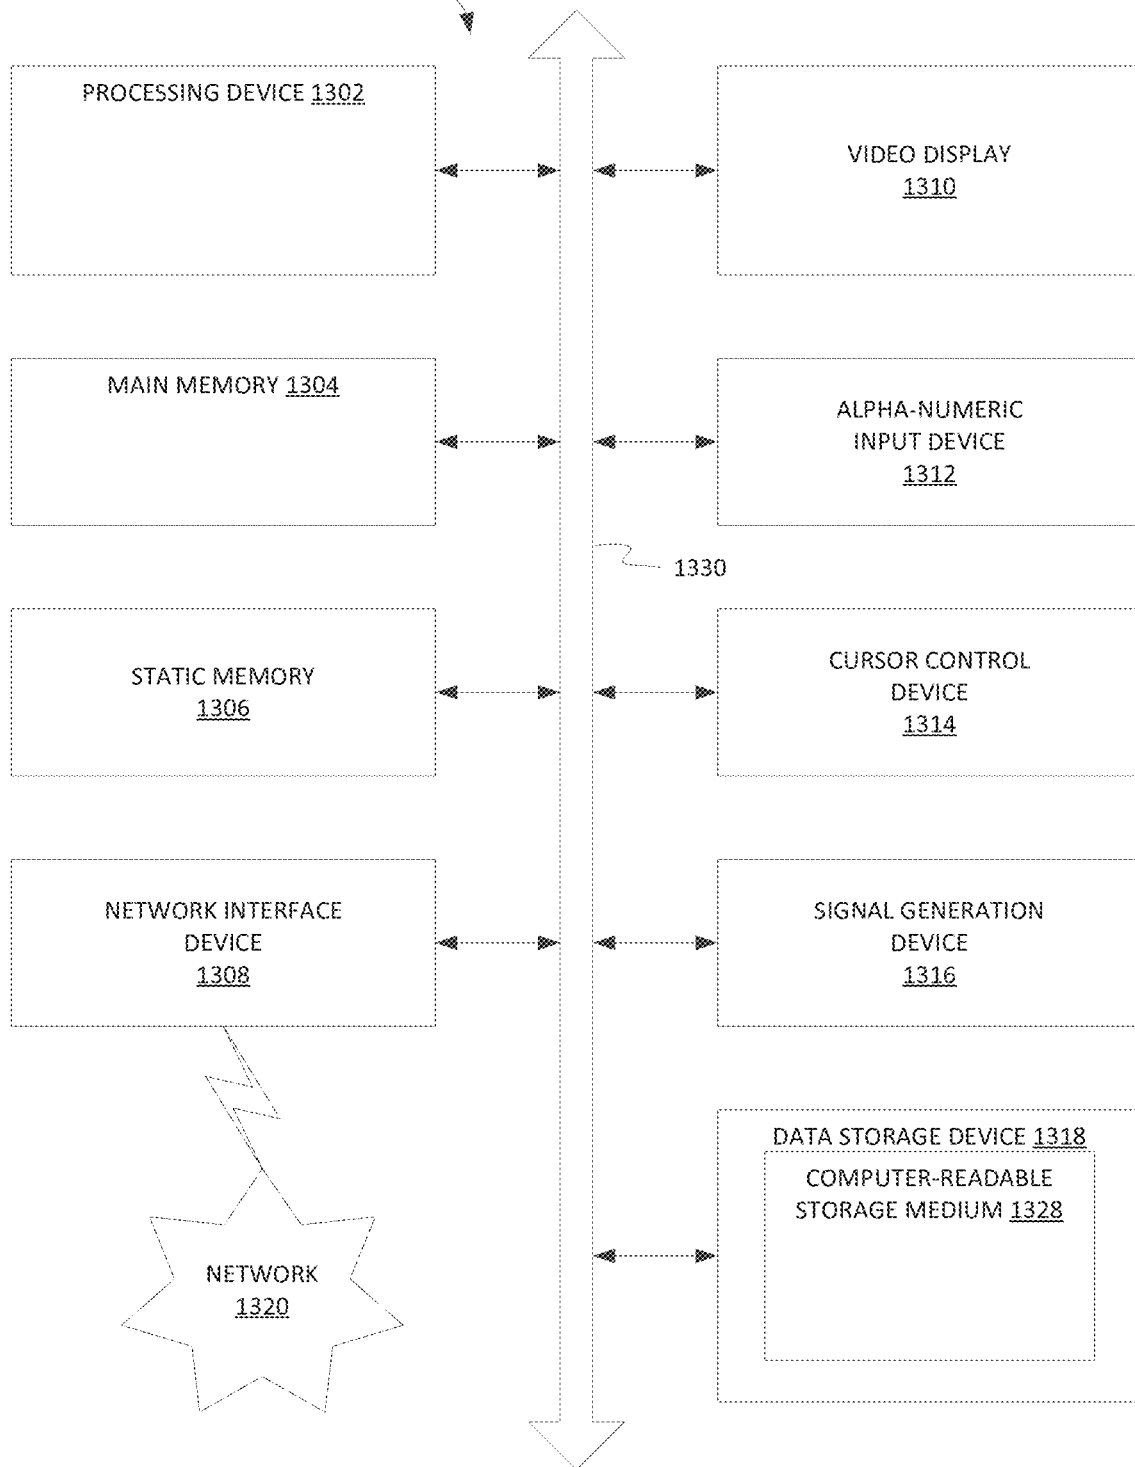 PROCESSING DEVICE 1302
MAIN MEMORY 1304
STATIC MEMORY
1306
NETWORK INTERFACE
DEVICE
1308
NETWORK
1320
1330
VIDEO DISPLAY
1310
ALPHA-NUMERIC
INPUT DEVICE
1312
CURSOR CONTROL
DEVICE
1314
SIGNAL GENERATION
DEVICE
1316
DATA STORAGE DEVICE 1318
COMPUTER-READABLE
STORAGE MEDIUM 1328